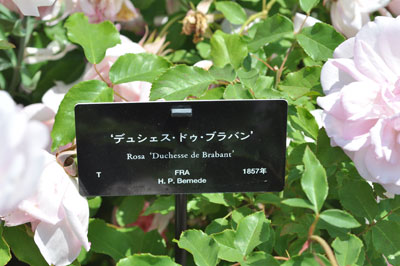 'デュシェス・ドゥ・ブラバン'
Rosa 'Duchesse de Brabant'
T FRA 1857年
H. P. Bernede